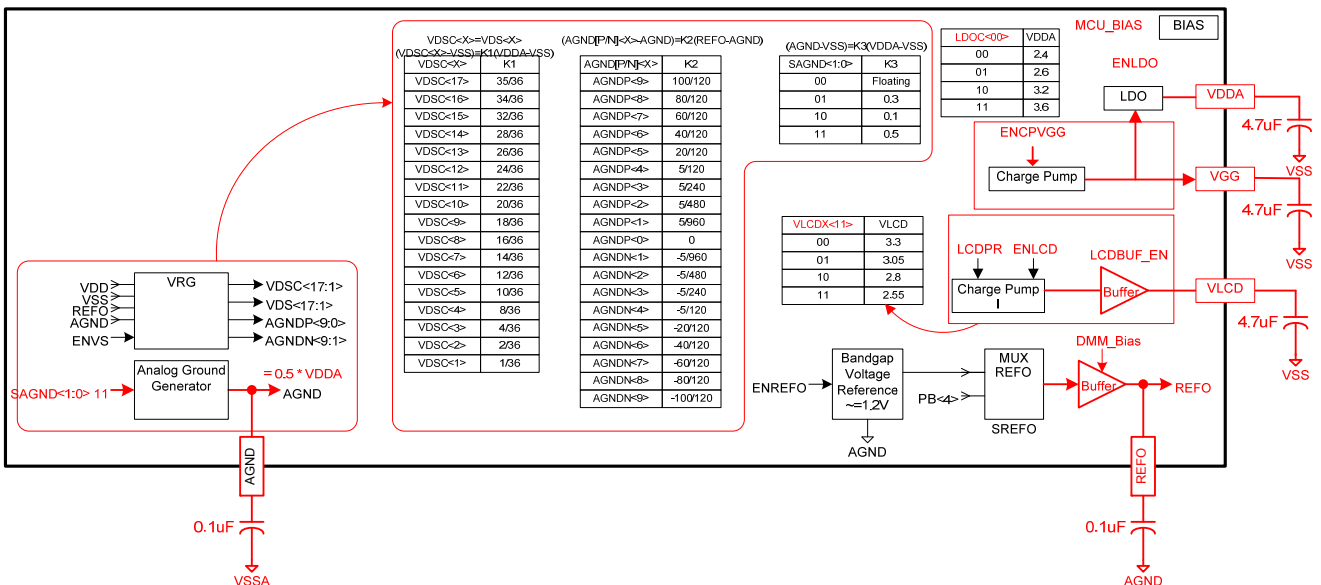 MCU_BIAS
BIAS
VDSC<X>=VDS<X>
(VDSC<X>-VSS)=K1(VDDA-VSS)
VDSC<X> K1
VDSC<17> 35/36
VDSC<16> 34/36
VDSC<15> 32/36
VDSC<14> 28/36
VDSC<13> 26/36
VDSC<12> 24/36
VDSC<11> 22/36
VDSC<10> 20/36
VDSC<9> 18/36
VDSC<8> 16/36
VDSC<7> 14/36
VDSC<6> 12/36
VDSC<5> 10/36
VDSC<4> 8/36
VDSC<3> 4/36
VDSC<2> 2/36
VDSC<1> 1/36
(AGND[P/N]<X>-AGND)=K2(REFO-AGND)
AGND[P/N]<X> K2
AGNDP<9> 100/120
AGNDP<8> 80/120
AGNDP<7> 60/120
AGNDP<6> 40/120
AGNDP<5> 20/120
AGNDP<4> 5/120
AGNDP<3> 5/240
AGNDP<2> 5/480
AGNDP<1> 5/960
AGNDP<0> 0
AGNDN<1> -5/960
AGNDN<2> -5/480
AGNDN<3> -5/240
AGNDN<4> -5/120
AGNDN<5> -20/120
AGNDN<6> -40/120
AGNDN<7> -60/120
AGNDN<8> -80/120
AGNDN<9> -100/120
(AGND-VSS)=K3(VDDA-VSS)
SAGND<1:0> K3
00 Floating
01 0.3
10 0.1
11 0.5
LDOC<00> VDDA
00 2.4
01 2.6
10 3.2
11 3.6
ENLDO
LDO
VDDA
4.7uF
VSS
ENCPVGG
Charge Pump
VGG
4.7uF
VSS
VLCDX<11> VLCD
00 3.3
01 3.05
10 2.8
11 2.55
LCDPR ENLCD
LCDBUF_EN
Charge Pump
I
Buffer
VLCD
4.7uF
VSS
VDD
VSS
REFO
AGND
ENVS
VRG
VDSC<17:1>
VDS<17:1>
AGNDP<9:0>
AGNDN<9:1>
SAGND<1:0> 11
Analog Ground
Generator
= 0.5 * VDDA
AGND
AGND
0.1uF
VSSA
ENREFO
Bandgap
Voltage
Reference
~=1.2V
AGND
PB<4>
MUX
REFO
SREFO
DMM_Bias
Buffer
REFO
REFO
0.1uF
AGND